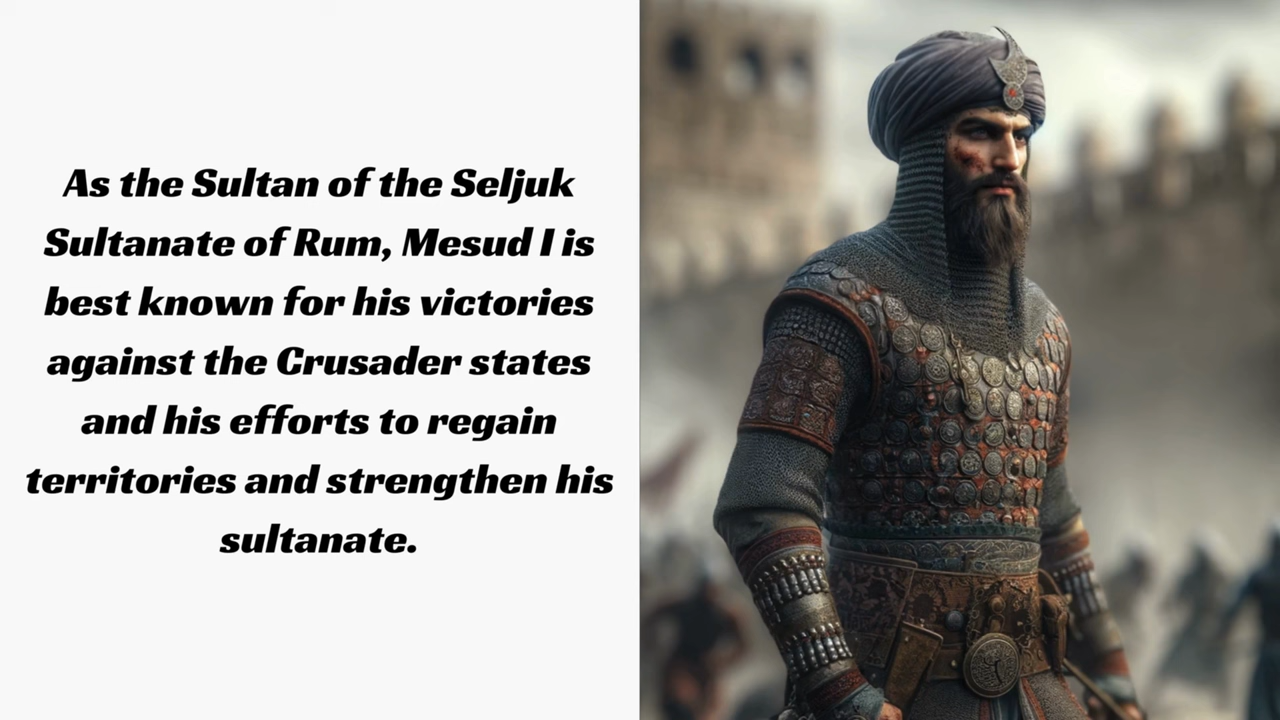 As the Sultan of the Seljuk
Sultanate of Rum, Mesud I is
best known for his victories
against the Crusader states
and his efforts to regain
territories and strengthen his
sultanate.